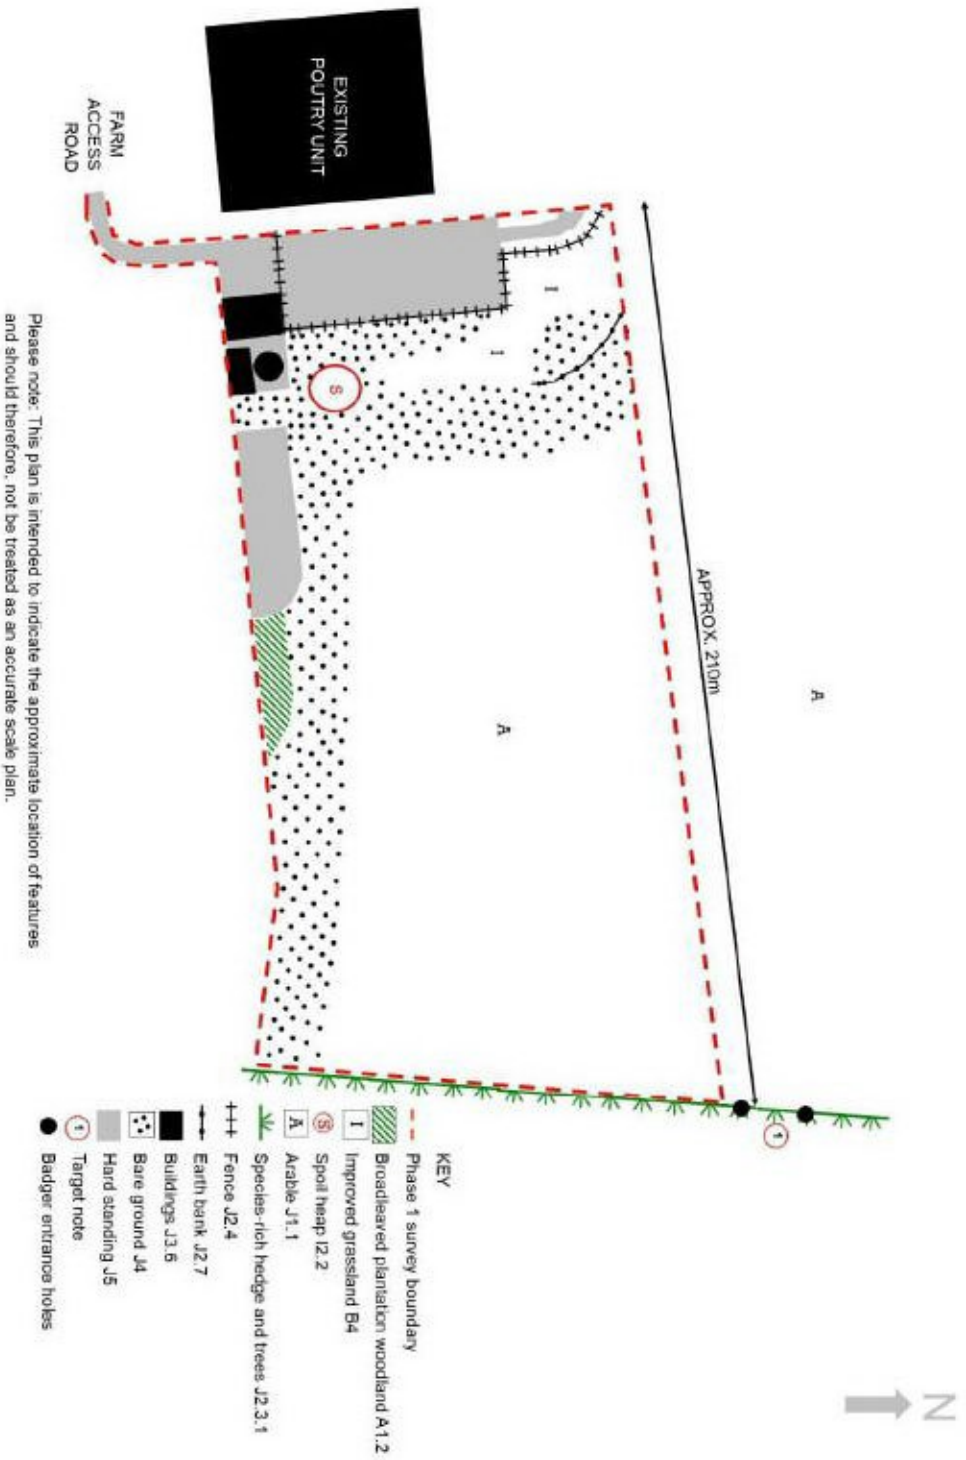 EXISTING
POUTRY UNIT
FARM
ACCESS
ROAD
I
I
S
A
A
APPROX. 210m
1
N
KEY
Phase 1 survey boundary
Broadleaved plantation woodland A1.2
I Improved grassland B4
S Spoil heap I2.2
A Arable J1.1
Species-rich hedge and trees J2.3.1
Fence J2.4
Earth bank J2.7
Buildings J3.6
Bare ground J4
Hard standing J5
1 Target note
Badger entrance holes
Please note: This plan is intended to indicate the approximate location of features
and should therefore, not be treated as an accurate scale plan.